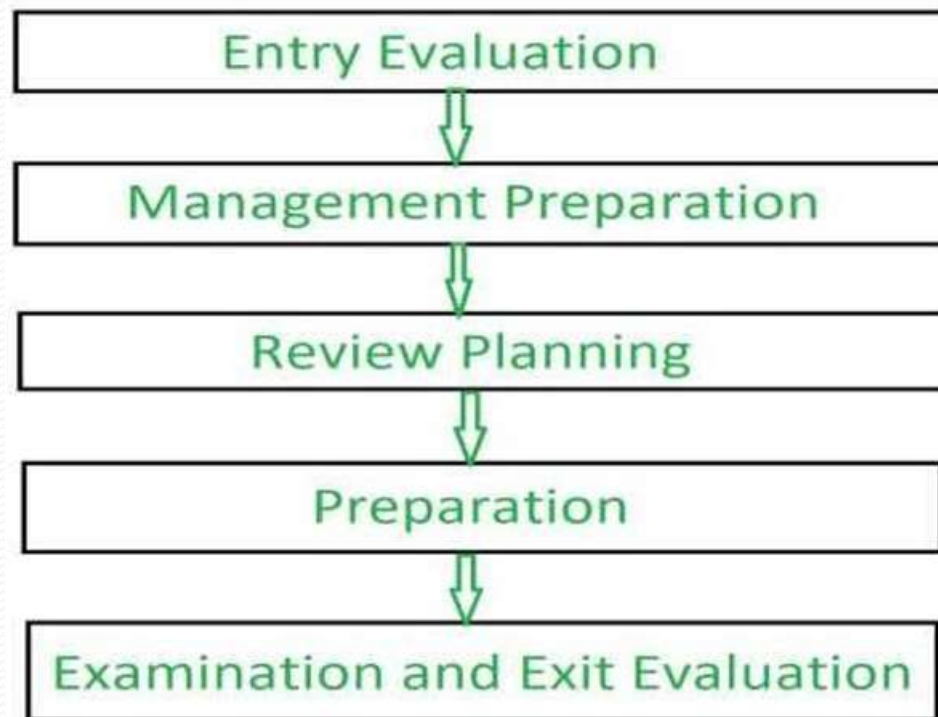 Entry Evaluation
Management Preparation
Review Planning
Preparation
Examination and Exit Evaluation